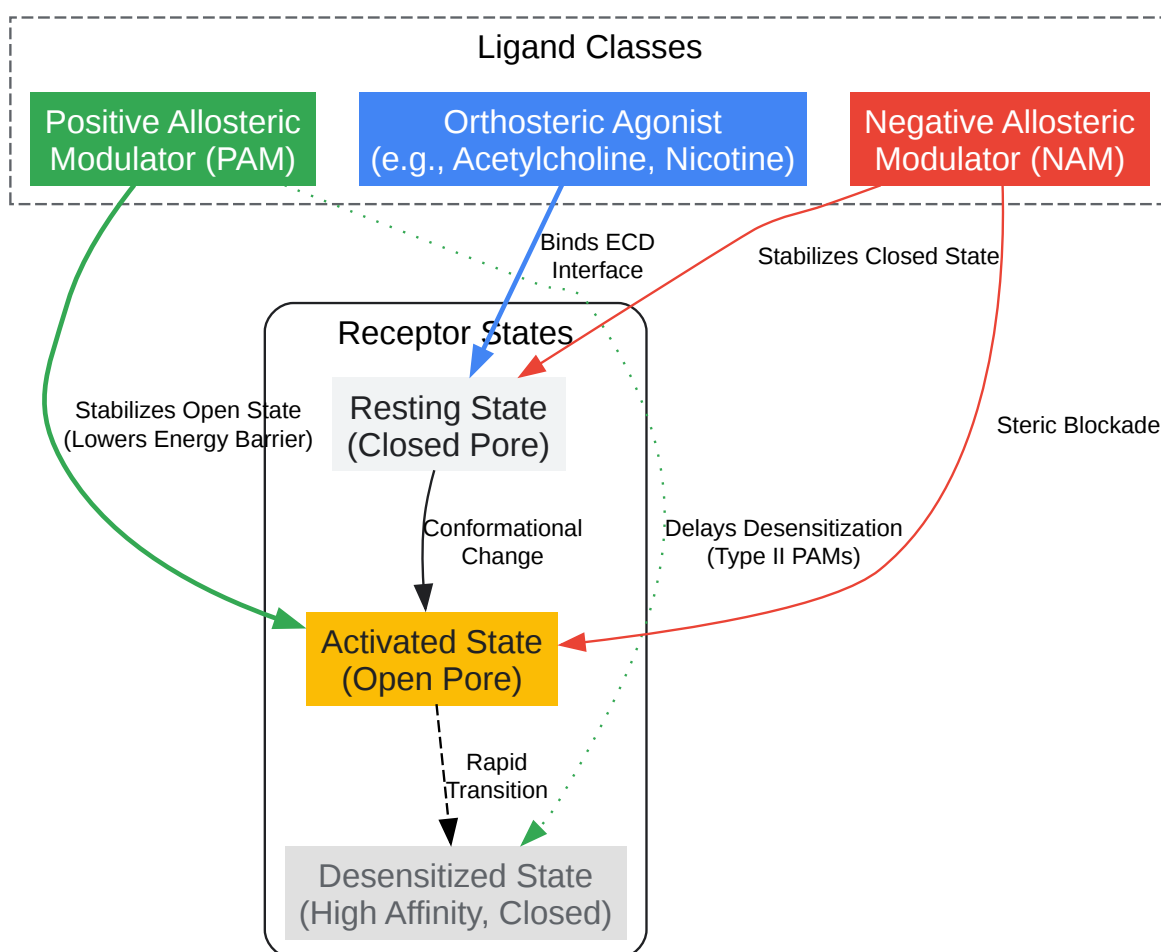 Ligand Classes
Positive Allosteric
Modulator (PAM)
Orthosteric Agonist
(e.g., Acetylcholine, Nicotine)
Negative Allosteric
Modulator (NAM)
Binds ECD
Interface
Stabilizes Closed State
Receptor States
Resting State
(Closed Pore)
Stabilizes Open State
(Lowers Energy Barrier)
Steric Blockade
Conformational
Change
Delays Desensitization
(Type II PAMs)
Activated State
(Open Pore)
Rapid
Transition
Desensitized State
(High Affinity, Closed)